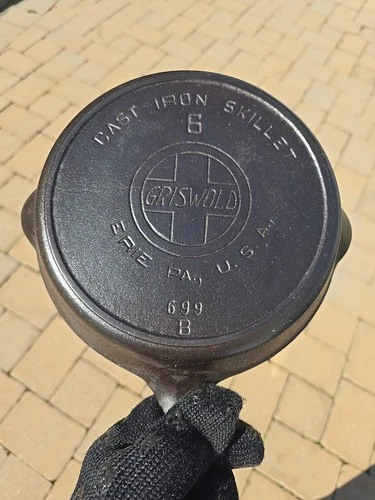 CAST IRON SKILLET
6
GRISWOLD
ERIE PA., U.S.A.,
699
B